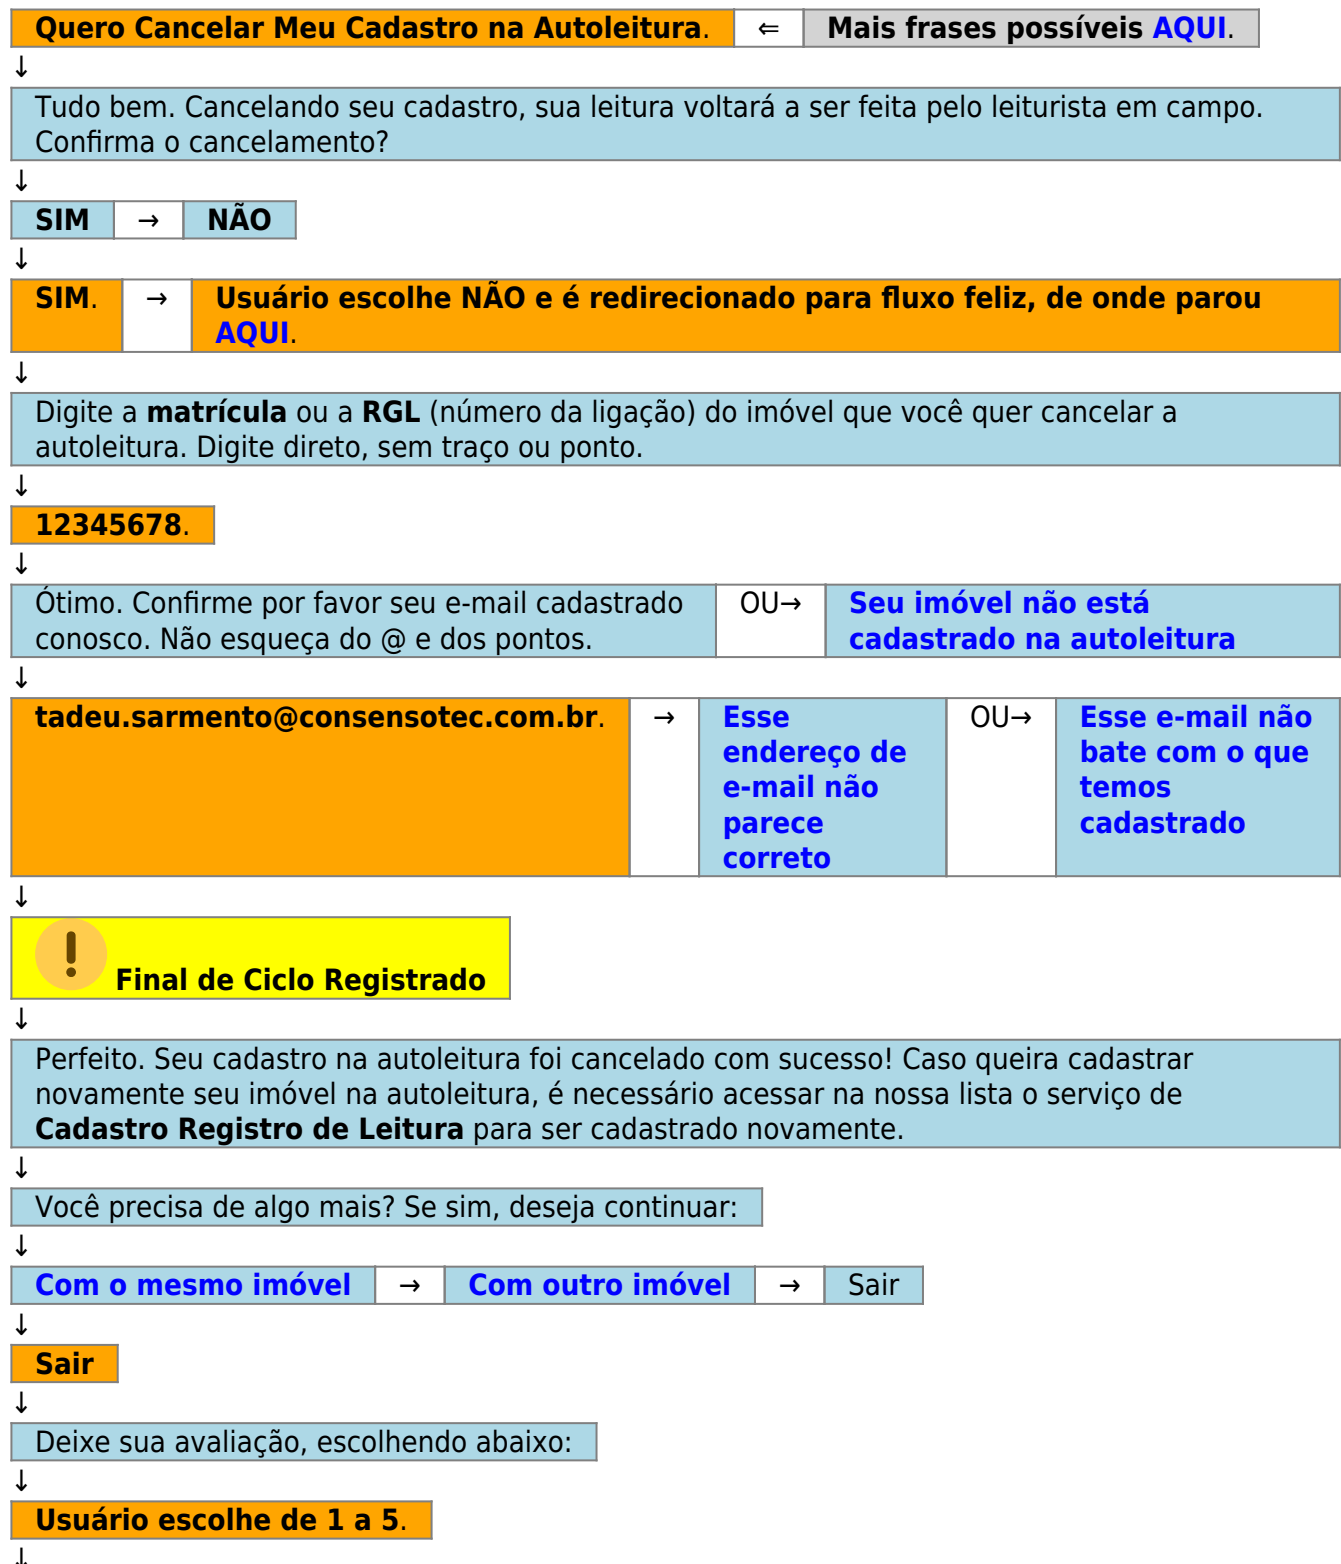 Quero Cancelar Meu Cadastro na Autoleitura. ⇐ Mais frases possíveis AQUI.
↓
Tudo bem. Cancelando seu cadastro, sua leitura voltará a ser feita pelo leiturista em campo.
Confirma o cancelamento?
↓
SIM → NÃO
↓
SIM. → Usuário escolhe NÃO e é redirecionado para fluxo feliz, de onde parou
AQUI.
↓
Digite a matrícula ou a RGL (número da ligação) do imóvel que você quer cancelar a
autoleitura. Digite direto, sem traço ou ponto.
↓
12345678.
↓
Ótimo. Confirme por favor seu e-mail cadastrado
conosco. Não esqueça do @ e dos pontos.
OU→
Seu imóvel não está
cadastrado na autoleitura
↓
tadeu.sarmento@consensotec.com.br.
→
Esse
endereço de
e-mail não
parece
correto
OU→
Esse e-mail não
bate com o que
temos
cadastrado
↓
! Final de Ciclo Registrado
↓
Perfeito. Seu cadastro na autoleitura foi cancelado com sucesso! Caso queira cadastrar
novamente seu imóvel na autoleitura, é necessário acessar na nossa lista o serviço de
Cadastro Registro de Leitura para ser cadastrado novamente.
↓
Você precisa de algo mais? Se sim, deseja continuar:
↓
Com o mesmo imóvel → Com outro imóvel → Sair
↓
Sair
↓
Deixe sua avaliação, escolhendo abaixo:
↓
Usuário escolhe de 1 a 5.
↓